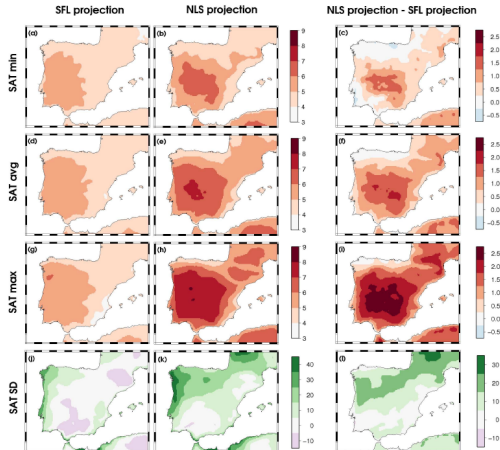 SFL projection NLS projection NLS projection - SFL projection
SAT min (a) (b) 9 8 7 6 5 4 3 (c) 2.5 2.0 1.5 1.0 0.5 0.0 −0.5
SAT avg (d) (e) 9 8 7 6 5 4 3 (f) 2.5 2.0 1.5 1.0 0.5 0.0 −0.5
SAT max (g) (h) 9 8 7 6 5 4 3 (i) 2.5 2.0 1.5 1.0 0.5 0.0 −0.5
SAT SD (j) (k) 40 30 20 10 0 −10 (l) 30 20 10 0 −10